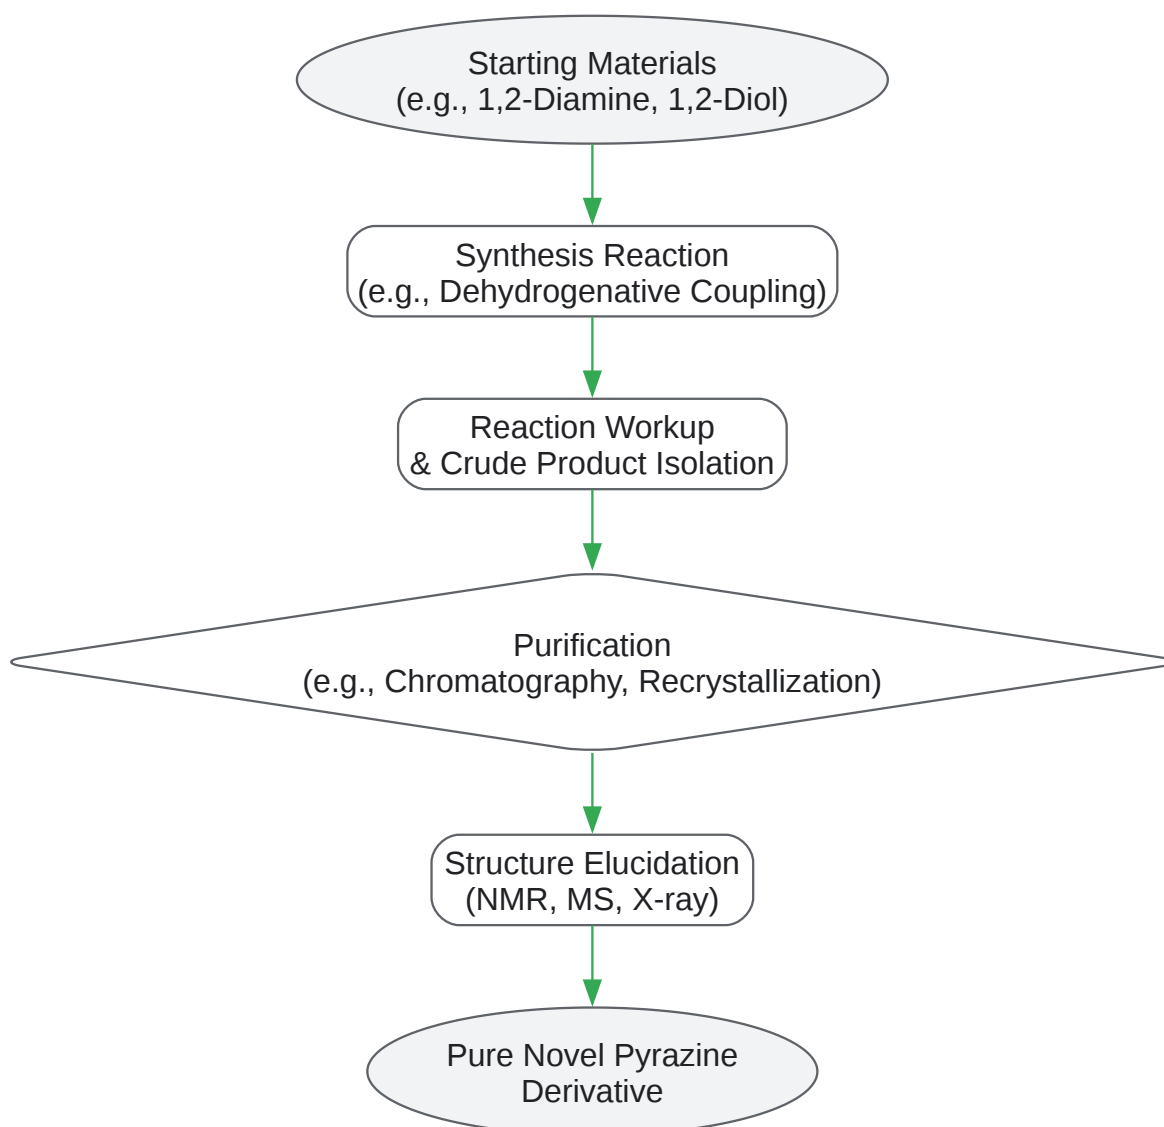 Starting Materials
(e.g., 1,2-Diamine, 1,2-Diol)
Synthesis Reaction
(e.g., Dehydrogenative Coupling)
Reaction Workup
& Crude Product Isolation
Purification
(e.g., Chromatography, Recrystallization)
Structure Elucidation
(NMR, MS, X-ray)
Pure Novel Pyrazine
Derivative